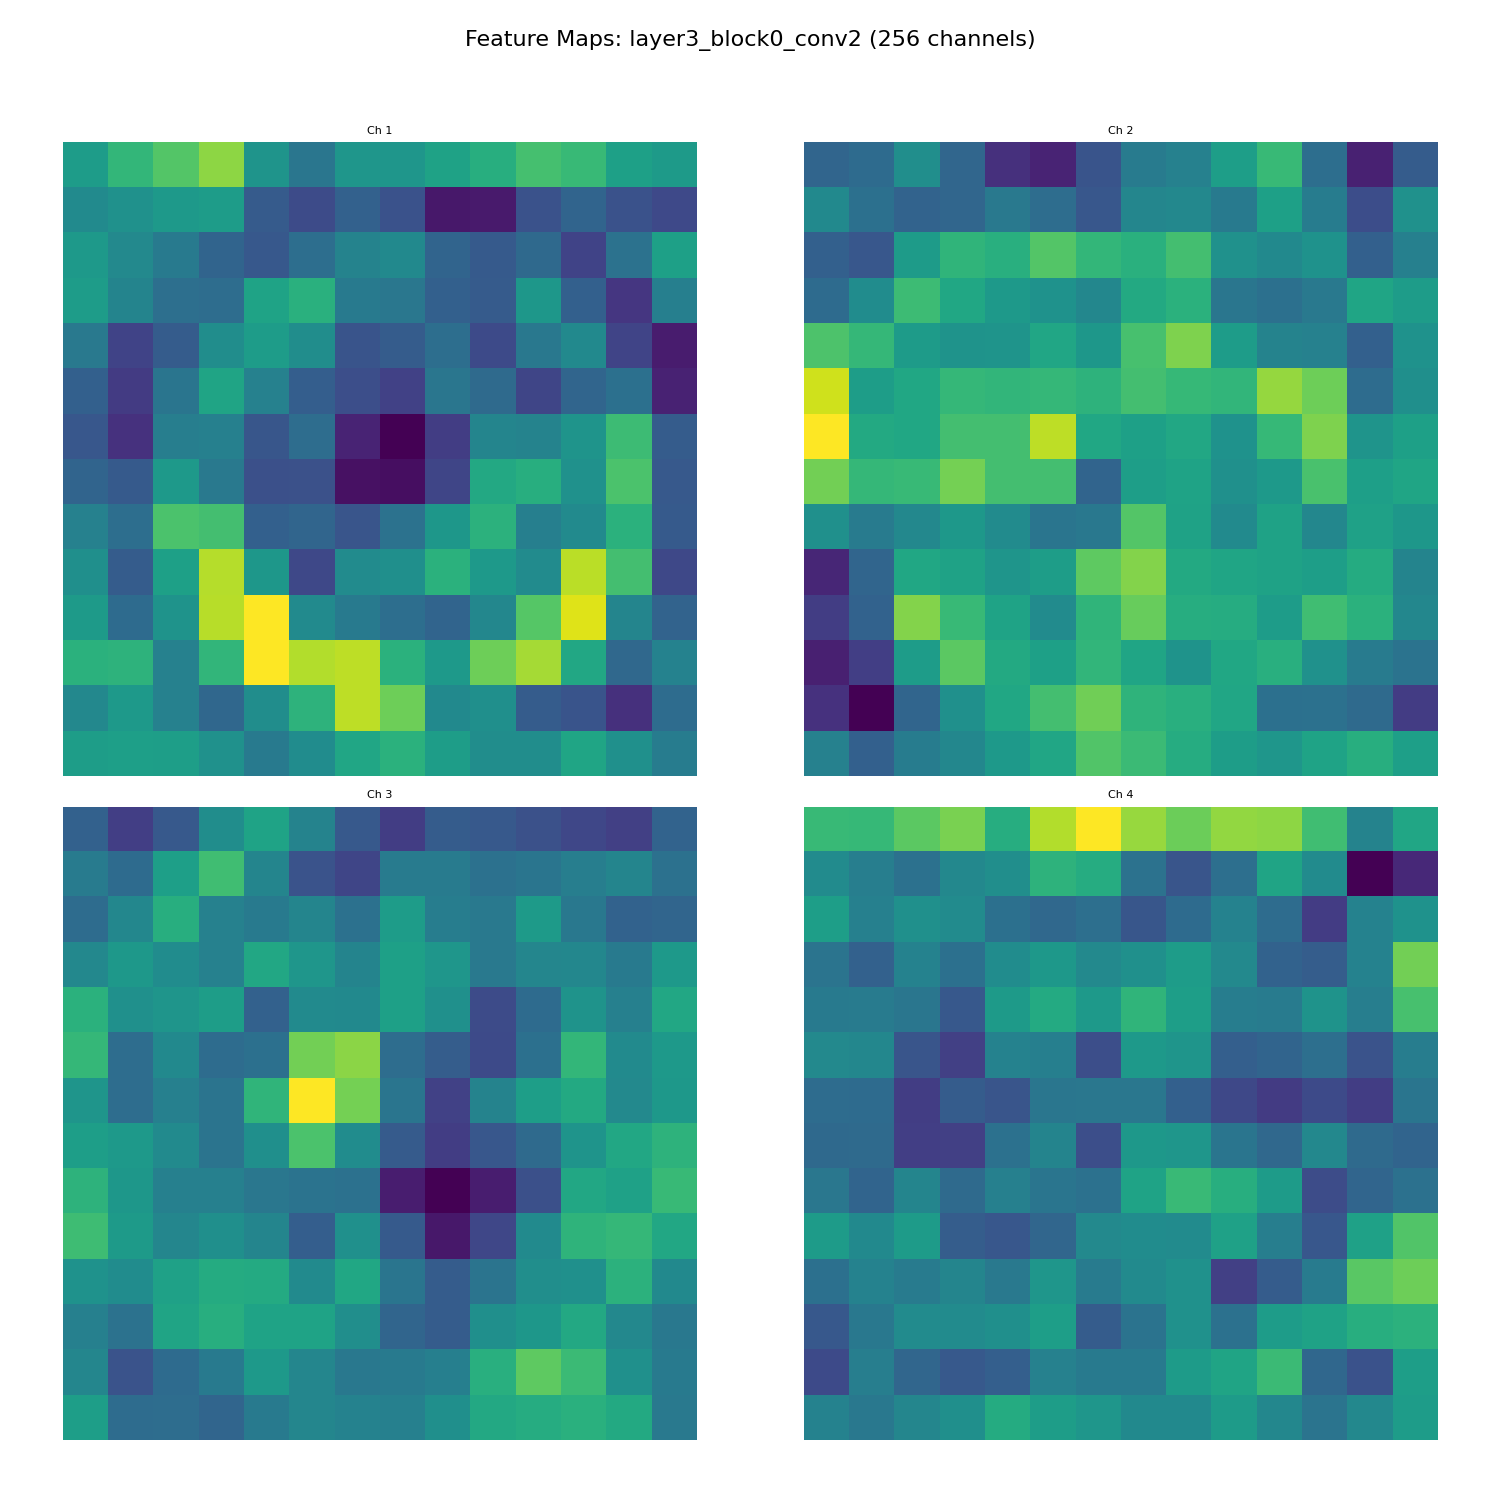 Feature Maps: layer3_block0_conv2 (256 channels)
Ch 1
Ch 2
Ch 3
Ch 4